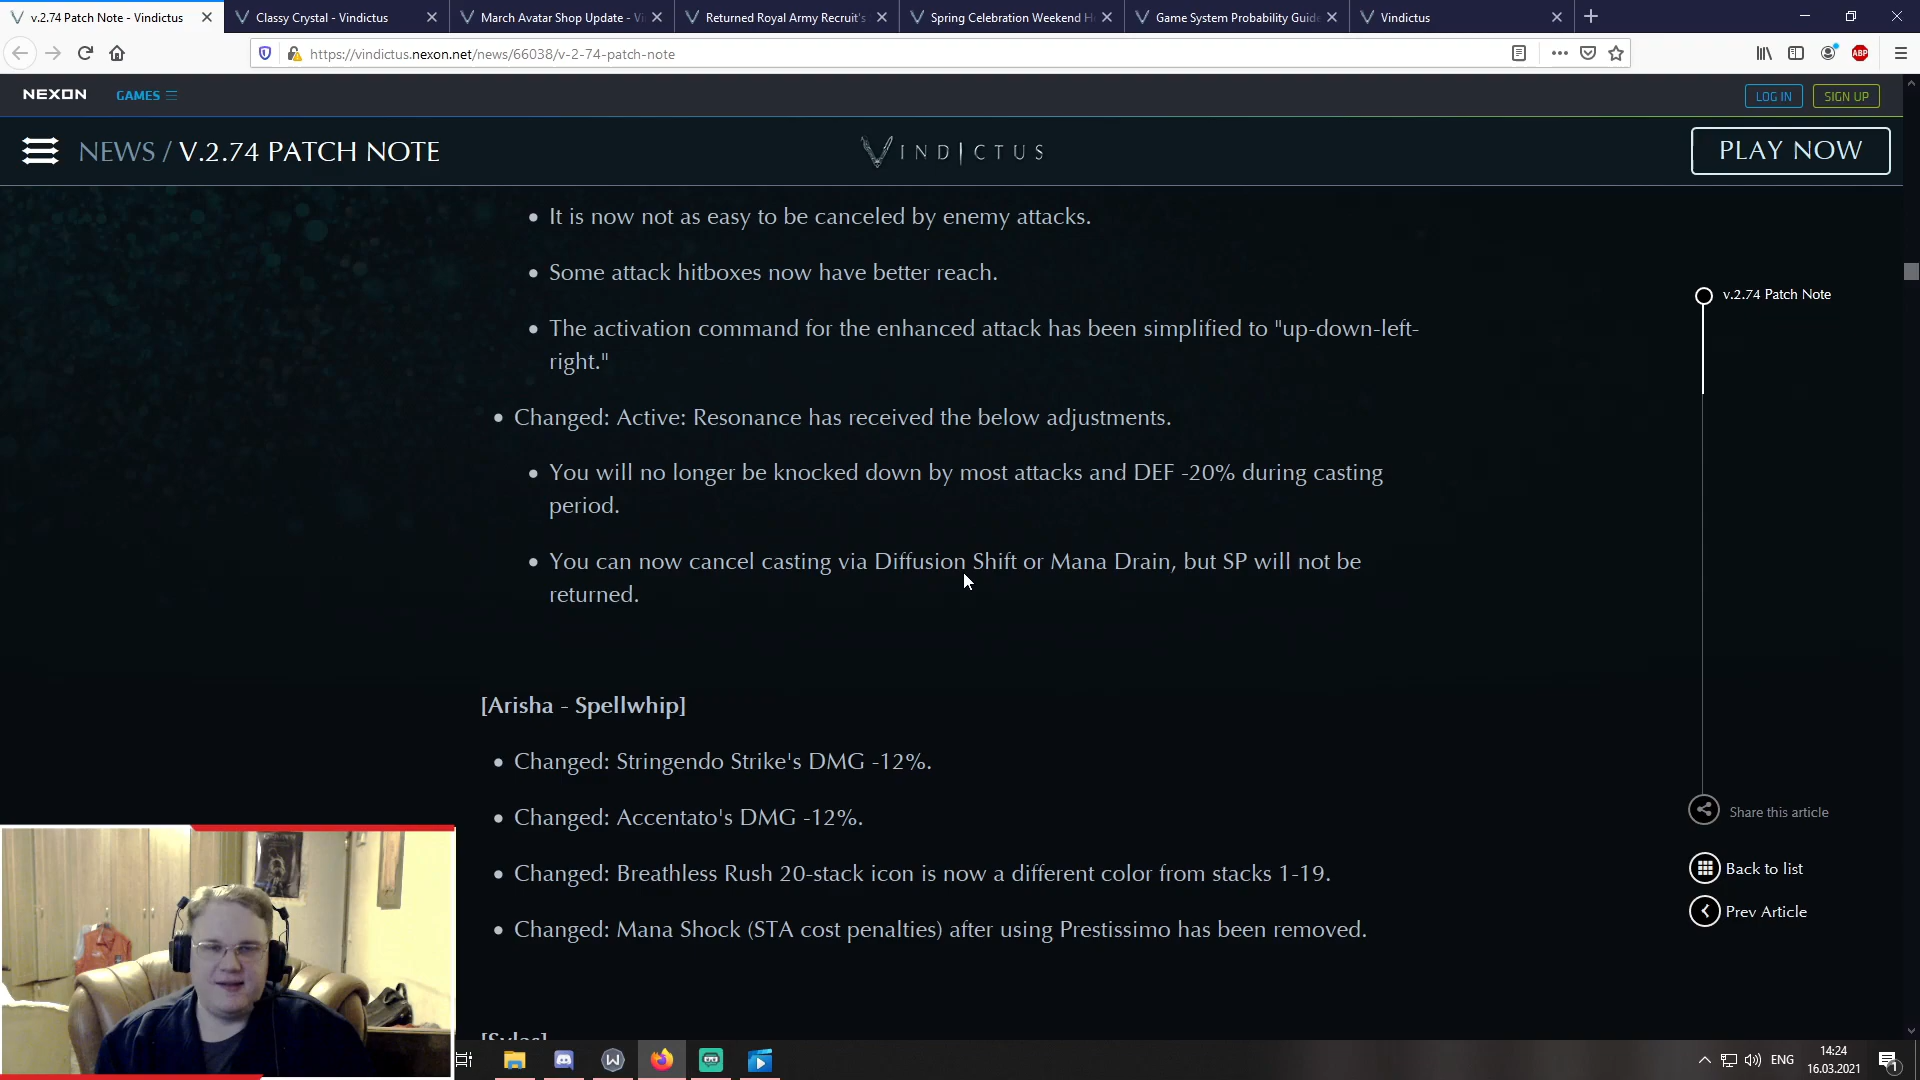 v.2.74 Patch Note - Vindictus
Classy Crystal - Vindictus
March Avatar Shop Update - Vi
Returned Royal Army Recruit's
Spring Celebration Weekend H
Game System Probability Guide
Vindictus
https://vindictus.nexon.net/news/66038/v-2-74-patch-note
ABP
NEXON
GAMES
LOG IN
SIGN UP
NEWS / V.2.74 PATCH NOTE
VINDICTUS
PLAY NOW
• It is now not as easy to be canceled by enemy attacks.
• Some attack hitboxes now have better reach.
• The activation command for the enhanced attack has been simplified to "up-down-left-
right."
• Changed: Active: Resonance has received the below adjustments.
• You will no longer be knocked down by most attacks and DEF -20% during casting
period.
• You can now cancel casting via Diffusion Shift or Mana Drain, but SP will not be
returned.
[Arisha - Spellwhip]
• Changed: Stringendo Strike's DMG -12%.
• Changed: Accentato's DMG -12%.
• Changed: Breathless Rush 20-stack icon is now a different color from stacks 1-19.
• Changed: Mana Shock (STA cost penalties) after using Prestissimo has been removed.
v.2.74 Patch Note
Share this article
Back to list
Prev Article
ENG
14:24
16.03.2021
1